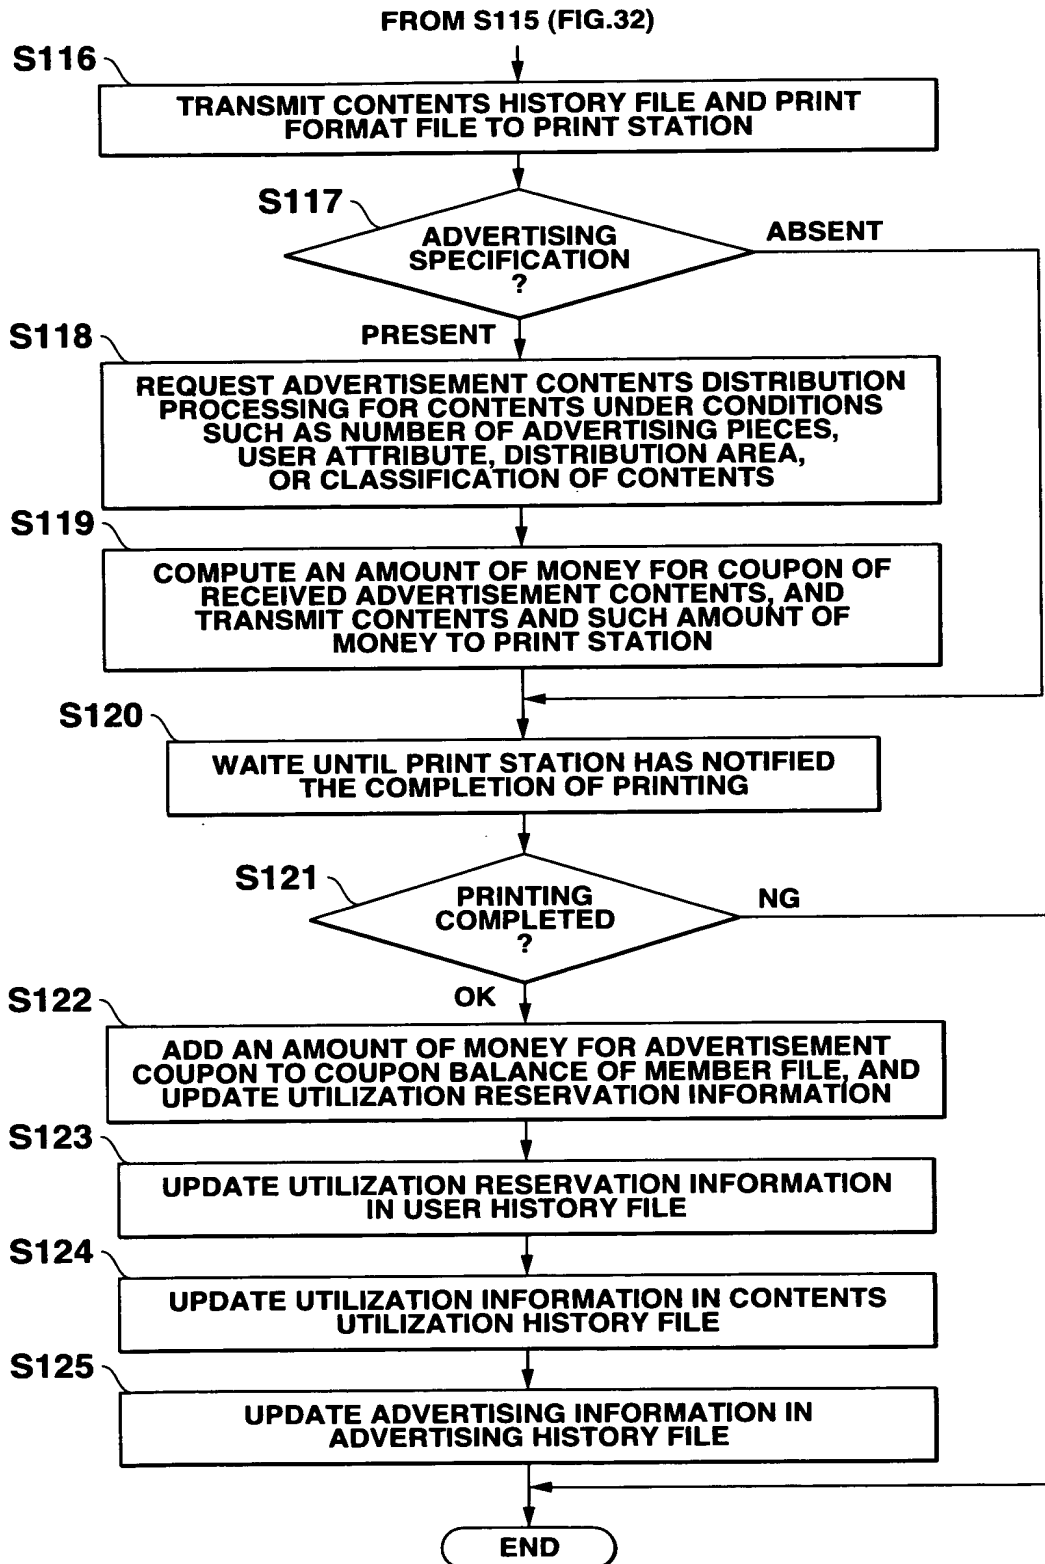 FROM S115 (FIG.32)
S116
TRANSMIT CONTENTS HISTORY FILE AND PRINT
FORMAT FILE TO PRINT STATION
S117
ADVERTISING
SPECIFICATION
?
ABSENT
PRESENT
S118
REQUEST ADVERTISEMENT CONTENTS DISTRIBUTION
PROCESSING FOR CONTENTS UNDER CONDITIONS
SUCH AS NUMBER OF ADVERTISING PIECES,
USER ATTRIBUTE, DISTRIBUTION AREA,
OR CLASSIFICATION OF CONTENTS
S119
COMPUTE AN AMOUNT OF MONEY FOR COUPON OF
RECEIVED ADVERTISEMENT CONTENTS, AND
TRANSMIT CONTENTS AND SUCH AMOUNT OF
MONEY TO PRINT STATION
S120
WAITE UNTIL PRINT STATION HAS NOTIFIED
THE COMPLETION OF PRINTING
S121
PRINTING
COMPLETED
?
NG
OK
S122
ADD AN AMOUNT OF MONEY FOR ADVERTISEMENT
COUPON TO COUPON BALANCE OF MEMBER FILE, AND
UPDATE UTILIZATION RESERVATION INFORMATION
S123
UPDATE UTILIZATION RESERVATION INFORMATION
IN USER HISTORY FILE
S124
UPDATE UTILIZATION INFORMATION IN CONTENTS
UTILIZATION HISTORY FILE
S125
UPDATE ADVERTISING INFORMATION IN
ADVERTISING HISTORY FILE
END